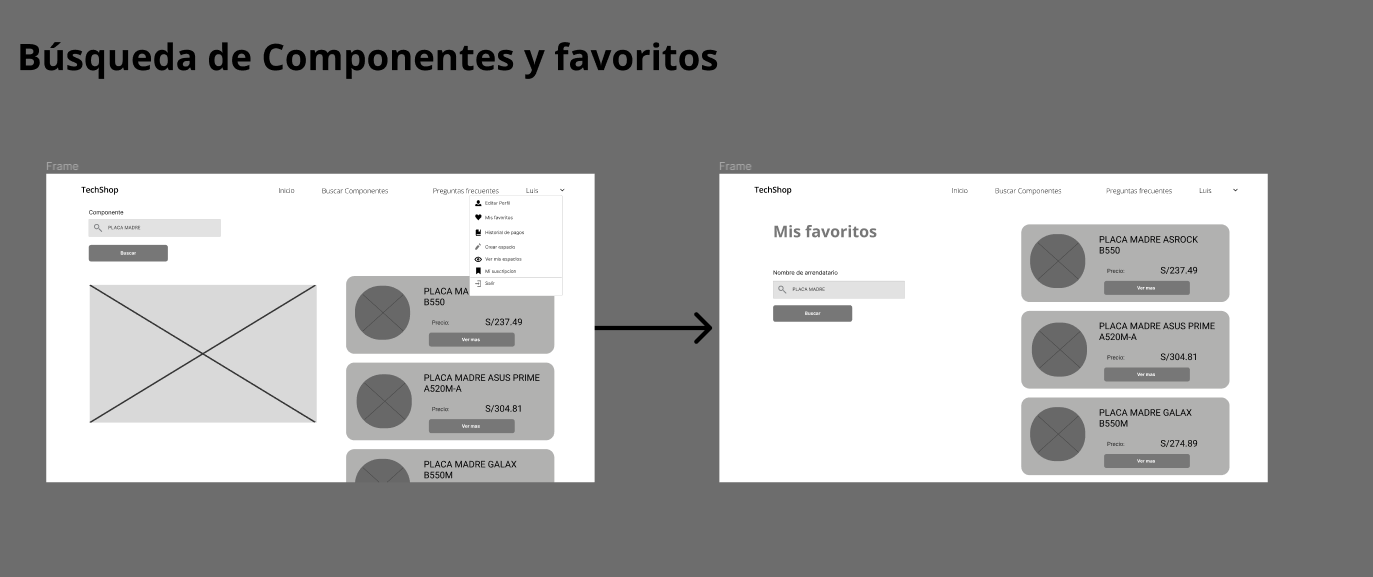 Búsqueda de Componentes y favoritos
Frame
TechShop
Inicio
Buscar Componentes
Preguntas frecuentes
Luis
Componente
PLACA MADRE
Buscar
Editar Perfil
Mis favoritos
Historial de pagos
Crear espacio
Ver mis espacios
Mi suscripcion
Salir
PLACA MA
B550
Precio:
S/237.49
Ver mas
PLACA MADRE ASUS PRIME
A520M-A
Precio:
S/304.81
Ver mas
PLACA MADRE GALAX
B550M
Frame
TechShop
Inicio
Buscar Componentes
Preguntas frecuentes
Luis
Mis favoritos
Nombre de arrendatario
PLACA MADRE
Buscar
PLACA MADRE ASROCK
B550
Precio:
S/237.49
Ver mas
PLACA MADRE ASUS PRIME
A520M-A
Precio:
S/304.81
Ver mas
PLACA MADRE GALAX
B550M
Precio:
S/274.89
Ver mas